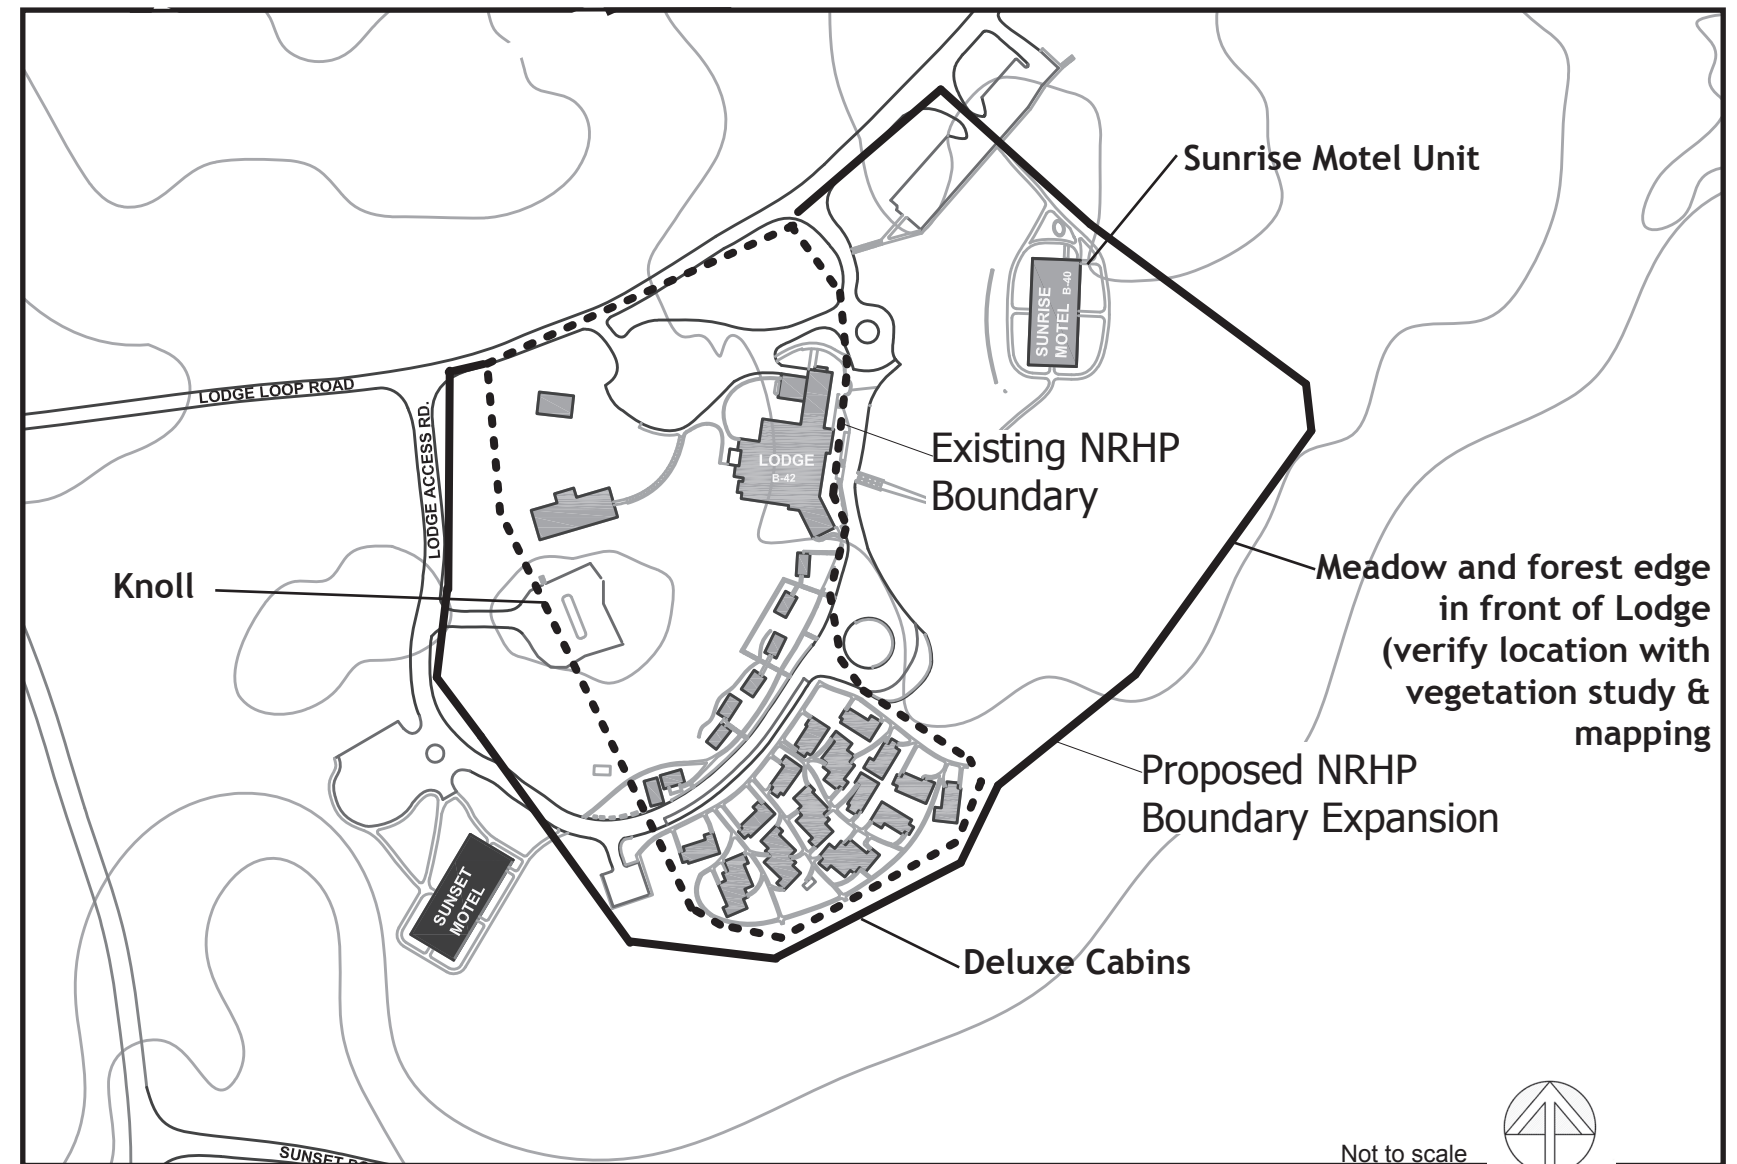 Sunrise Motel Unit
SUNRISE
MOTEL B-40
LODGE LOOP ROAD
LODGE ACCESS RD.
Existing NRHP
Boundary
LODGE
B-42
Knoll
Meadow and forest edge
in front of Lodge
(verify location with
vegetation study &
mapping
Proposed NRHP
Boundary Expansion
SUNSET
MOTEL
Deluxe Cabins
SUNSET
Not to scale